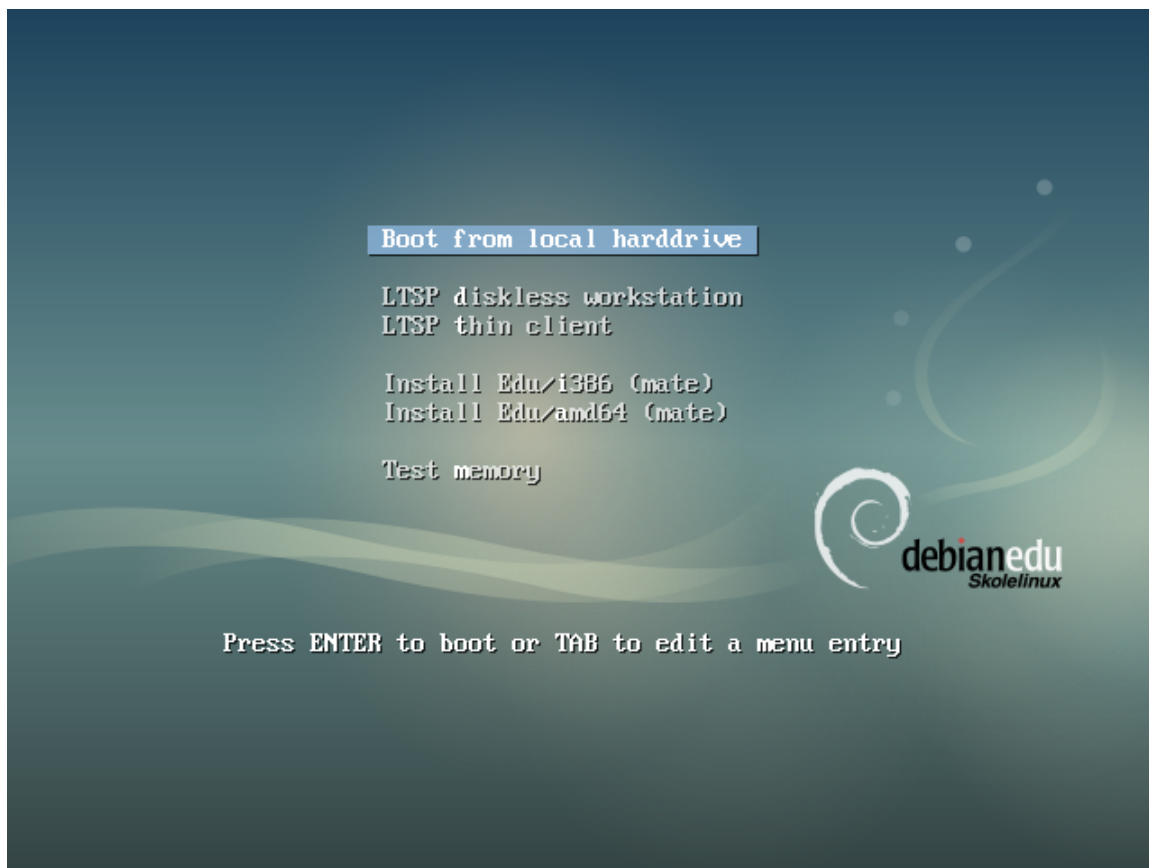 Boot from local harddrive
LTSP diskless workstation
LTSP thin client
Install Edu/i386 (mate)
Install Edu/amd64 (mate)
Test memory
debianedu
Skolelinux
Press ENTER to boot or TAB to edit a menu entry